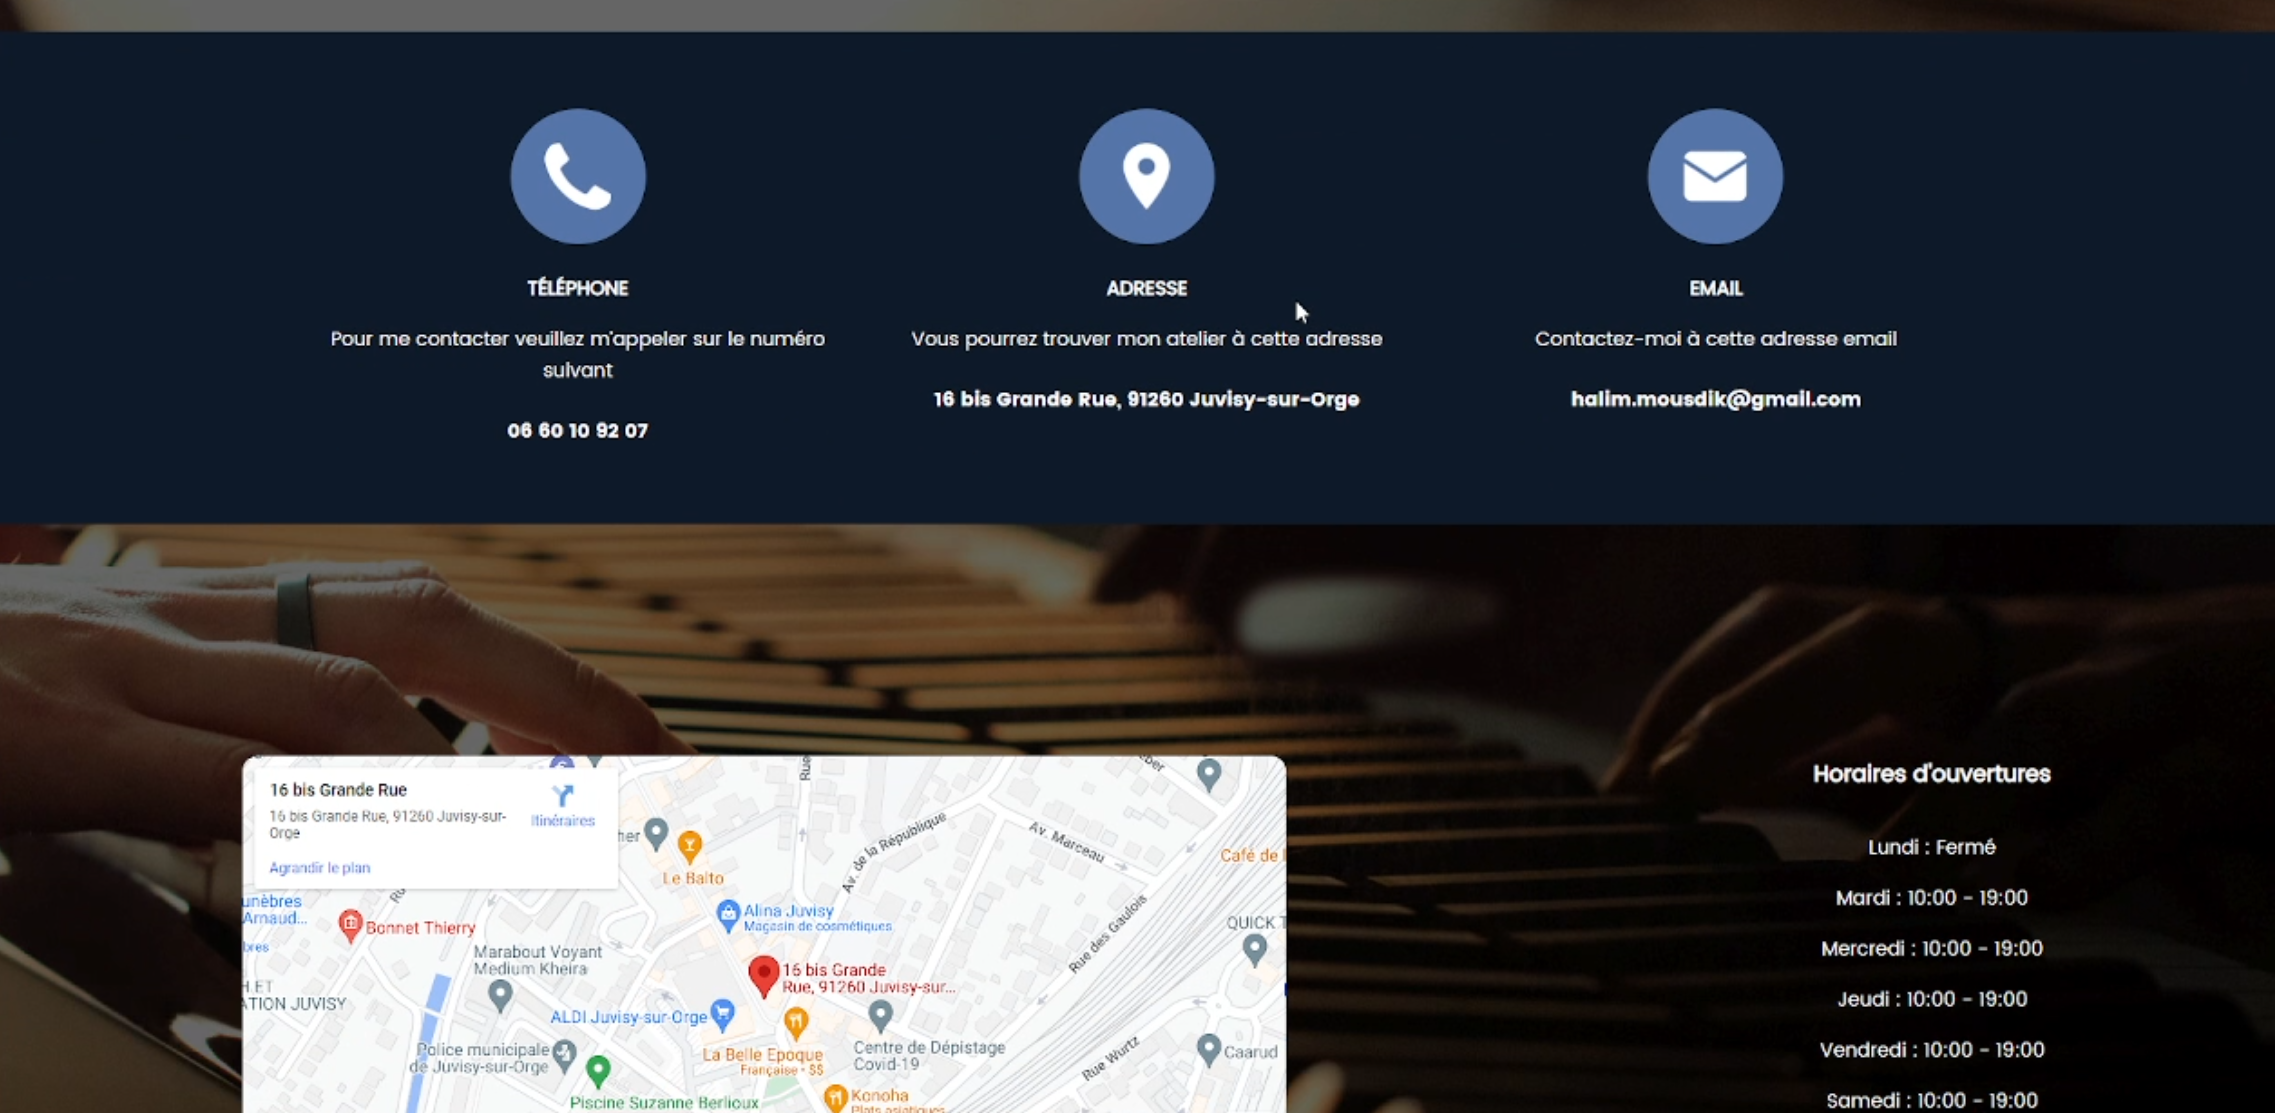 TÉLÉPHONE
Pour me contacter veuillez m'appeler sur le numéro
suivant
06 60 10 92 07
ADRESSE
Vous pourrez trouver mon atelier à cette adresse
16 bis Grande Rue, 91260 Juvisy-sur-Orge
EMAIL
Contactez-moi à cette adresse email
halim.mousdik@gmail.com
16 bis Grande Rue
16 bis Grande Rue, 91260 Juvisy-sur-
Orge
Itinéraires
Agrandir le plan
Rue
Le Balto
Av. de la République
Av. Marceau
Café de
unèbres
Arnaud...
bres
Bonnet Thierry
Alina Juvisy
Magasin de cosmétiques
Rue des Gaulois
QUICK T
Marabout Voyant
Medium Kheira
16 bis Grande
Rue, 91260 Juvisy-sur...
ATION JUVISY
ALDI Juvisy-sur-Orge
Police municipale
de Juvisy-sur-Orge
La Belle Epoque
Française • $$
Centre de Dépistage
Covid-19
Rue Wurtz
Caarud
Piscine Suzanne Berlioux
Konoha
Plats asiatiques
Horaires d'ouvertures
Lundi : Fermé
Mardi : 10:00 - 19:00
Mercredi : 10:00 - 19:00
Jeudi : 10:00 - 19:00
Vendredi : 10:00 - 19:00
Samedi : 10:00 - 19:00